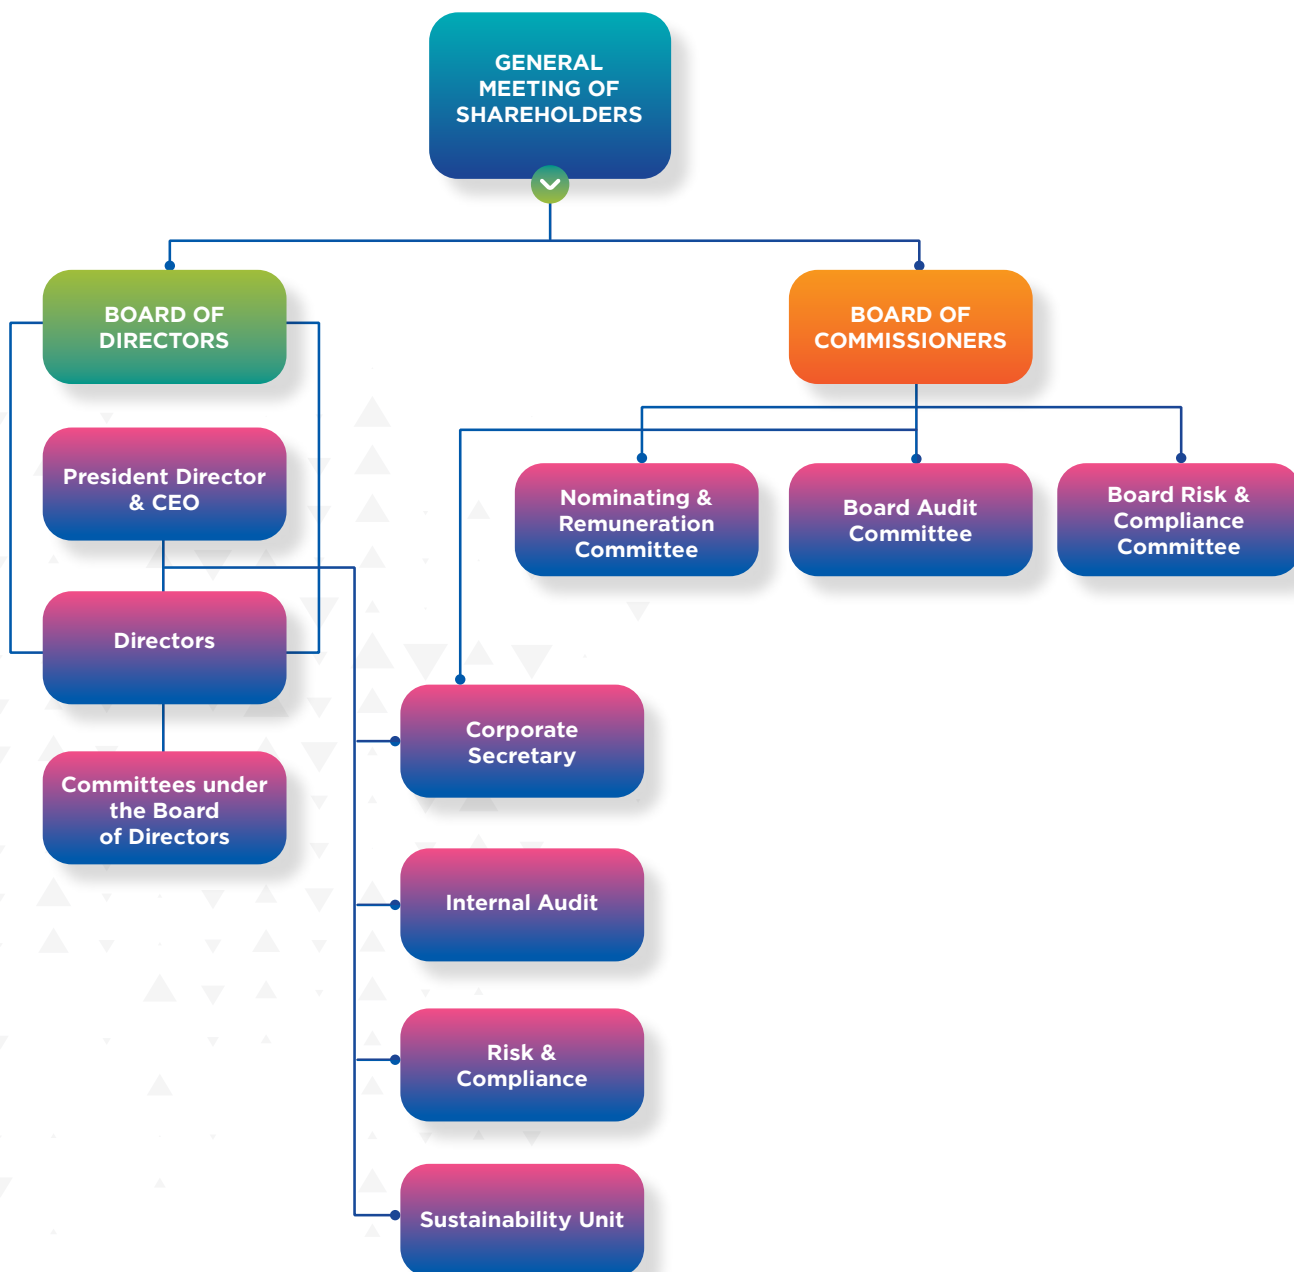 GENERAL
MEETING OF
SHAREHOLDERS
BOARD OF
DIRECTORS
BOARD OF
COMMISSIONERS
President Director
& CEO
Nominating &
Remuneration
Committee
Board Audit
Committee
Board Risk &
Compliance
Committee
Directors
Corporate
Secretary
Committees under
the Board
of Directors
Internal Audit
Risk &
Compliance
Sustainability Unit